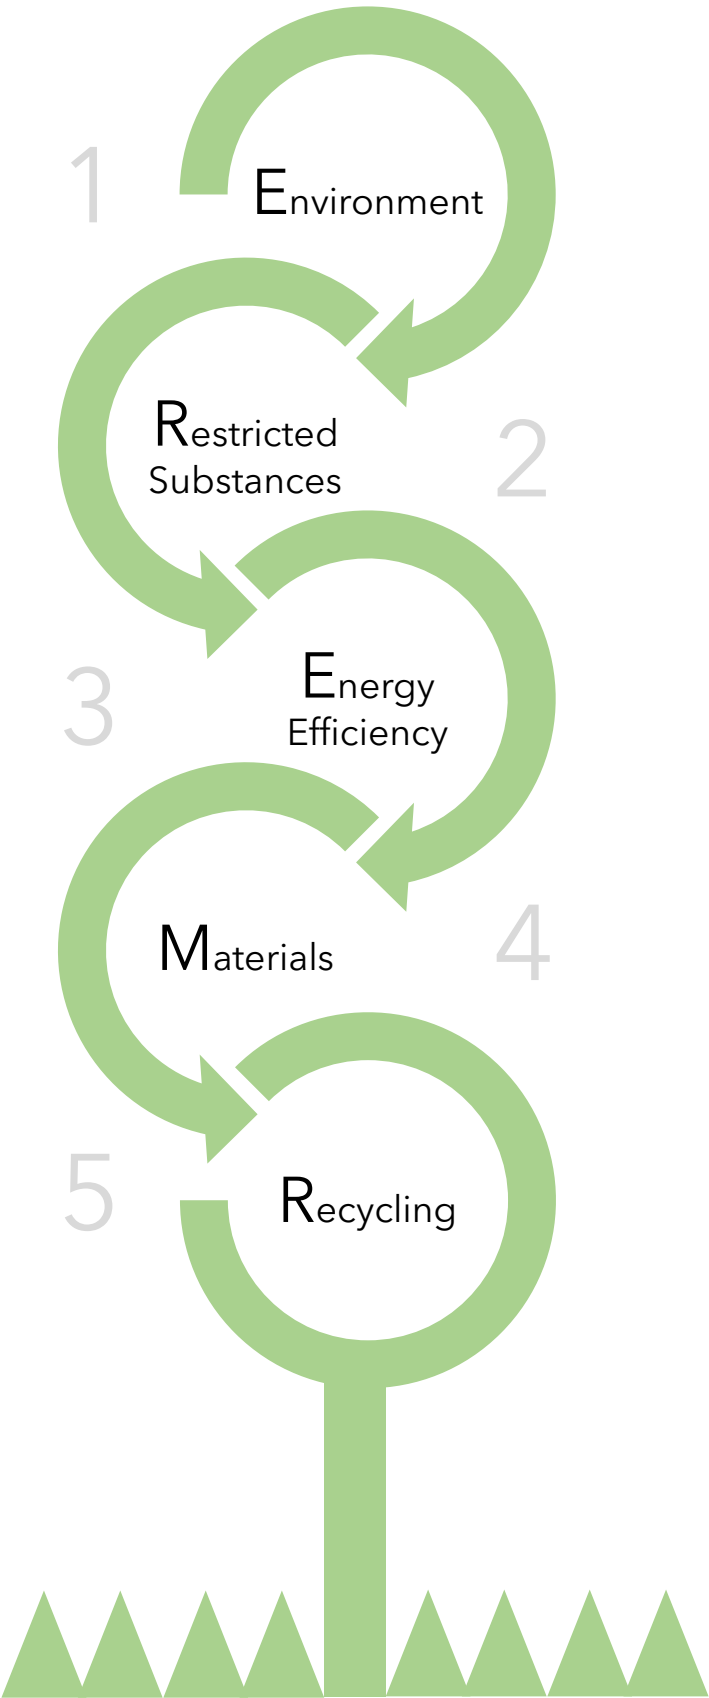 1
Environment
Restricted
Substances
2
3
Energy
Efficiency
Materials
4
5
Recycling